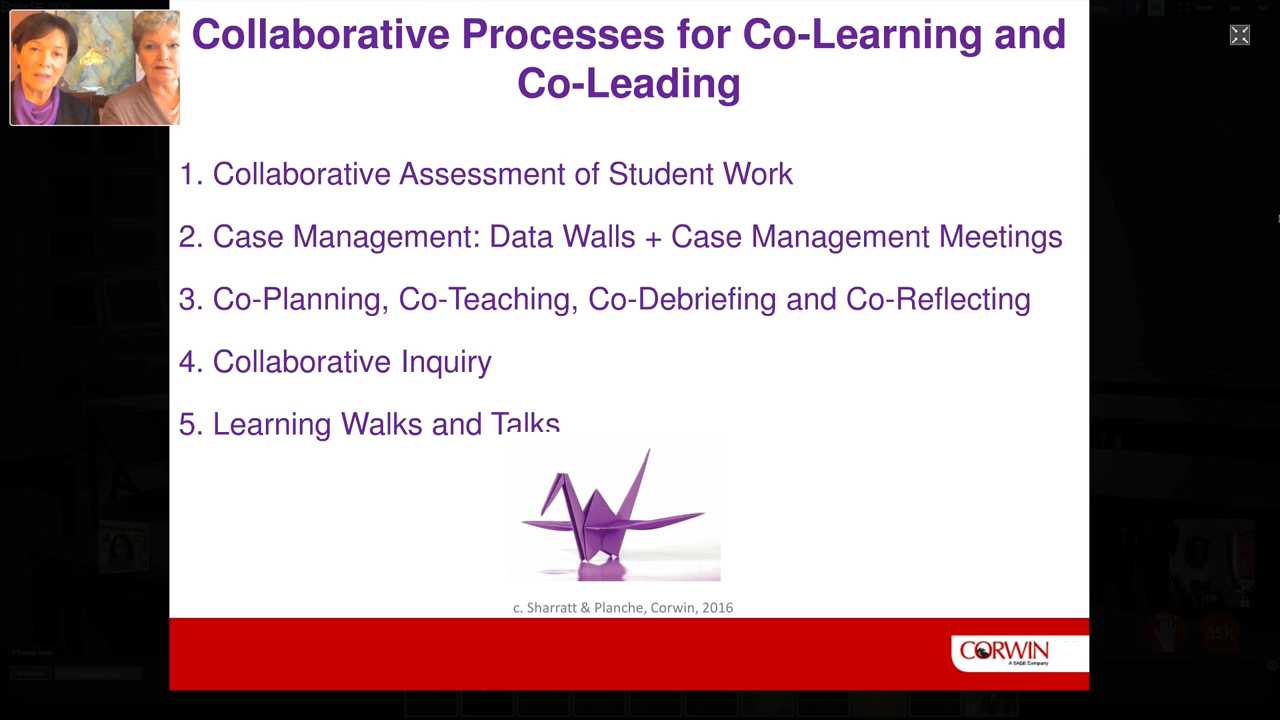 Collaborative Processes for Co-Learning and
Co-Leading
1. Collaborative Assessment of Student Work
2. Case Management: Data Walls + Case Management Meetings
3. Co-Planning, Co-Teaching, Co-Debriefing and Co-Reflecting
4. Collaborative Inquiry
5. Learning Walks and Talks
c. Sharratt & Planche, Corwin, 2016
CORWIN
A SAGE Company
ask